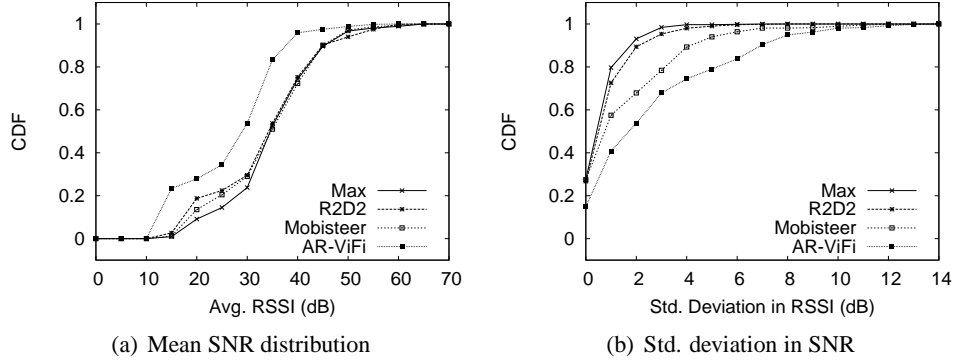 1
0.8
0.6
0.4
0.2
0
CDF
0 10 20 30 40 50 60 70
Avg. RSSI (dB)
Max
R2D2
Mobisteer
AR-ViFi
(a) Mean SNR distribution
1
0.8
0.6
0.4
0.2
0
CDF
0 2 4 6 8 10 12 14
Std. Deviation in RSSI (dB)
Max
R2D2
Mobisteer
AR-ViFi
(b) Std. deviation in SNR